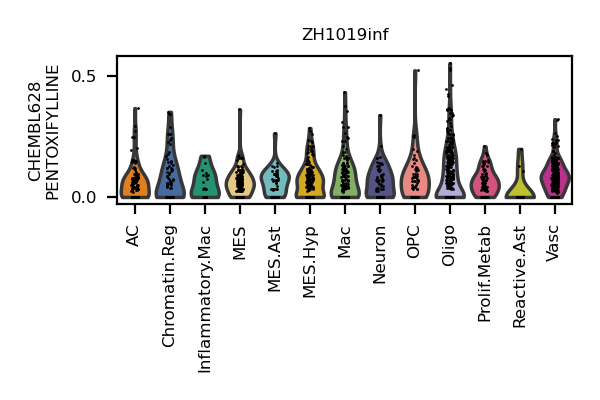 ZH1019inf
CHEMBL628
PENTOXIFYLLINE
0.5
0.0
AC
Chromatin.Reg
Inflammatory.Mac
MES
MES.Ast
MES.Hyp
Mac
Neuron
OPC
Oligo
Prolif.Metab
Reactive.Ast
Vasc